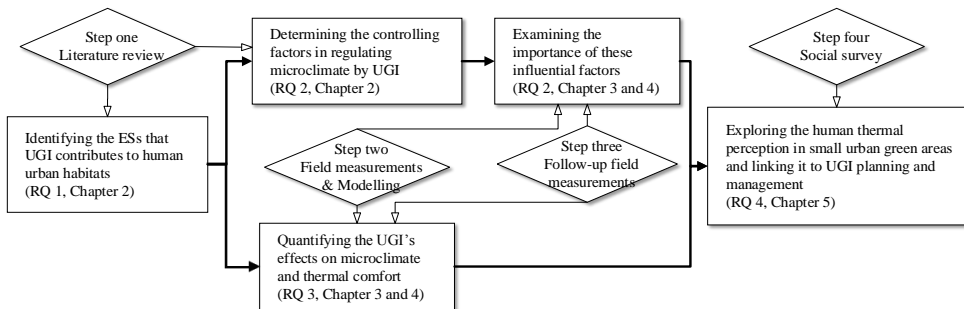 Step one
Literature review
Determining the controlling
factors in regulating
microclimate by UGI
(RQ 2, Chapter 2)
Examining the
importance of these
influential factors
(RQ 2, Chapter 3 and 4)
Step four
Social survey
Identifying the ESs that
UGI contributes to human
urban habitats
(RQ 1, Chapter 2)
Step two
Field measurements
& Modelling
Step three
Follow-up field
measurements
Exploring the human thermal
perception in small urban green areas
and linking it to UGI planning and
management
(RQ 4, Chapter 5)
Quantifying the UGI's
effects on microclimate
and thermal comfort
(RQ 3, Chapter 3 and 4)